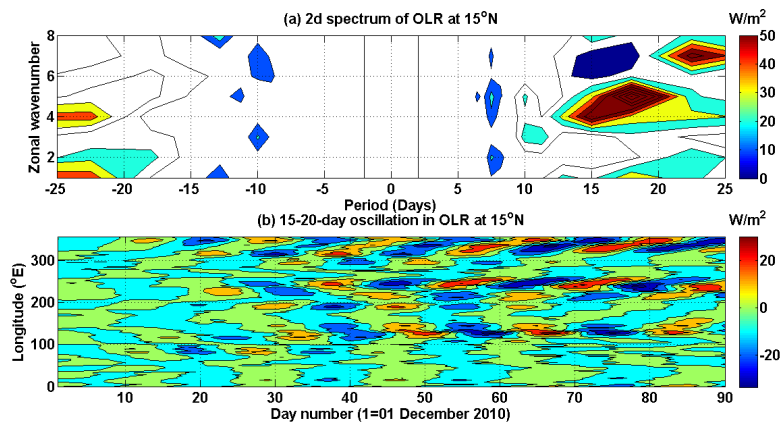 (a) 2d spectrum of OLR at 15°N
W/m²
8
6
4
2
Zonal wavenumber
-25 -20 -15 -10 -5 0 5 10 15 20 25
Period (Days)
50
40
30
20
10
0
(b) 15-20-day oscillation in OLR at 15°N
W/m²
300
200
100
0
Longitude (°E)
10 20 30 40 50 60 70 80 90
Day number (1=01 December 2010)
20
0
-20